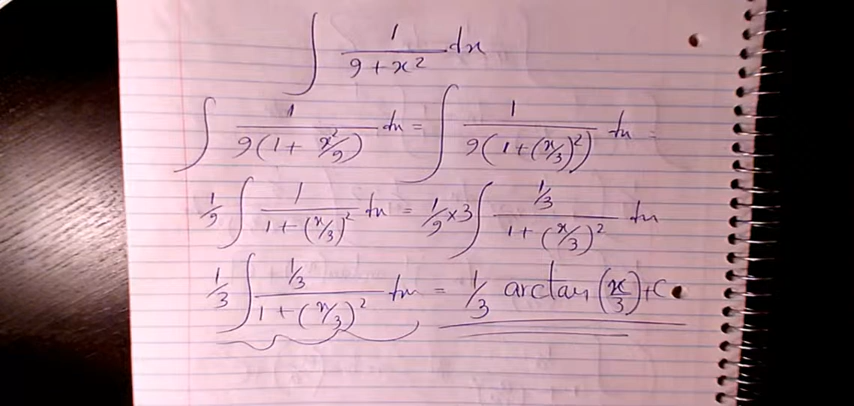 ∫ 1/(9+x²) dx
∫ 1/(9(1+x²/9)) dx = ∫ 1/(9(1+(x/3)²)) dx =
1/9 ∫ 1/(1+(x/3)²) dx = 1/9 × 3 ∫ (1/3)/(1+(x/3)²) dx
1/3 ∫ (1/3)/(1+(x/3)²) dx = 1/3 arctan(x/3)+C.